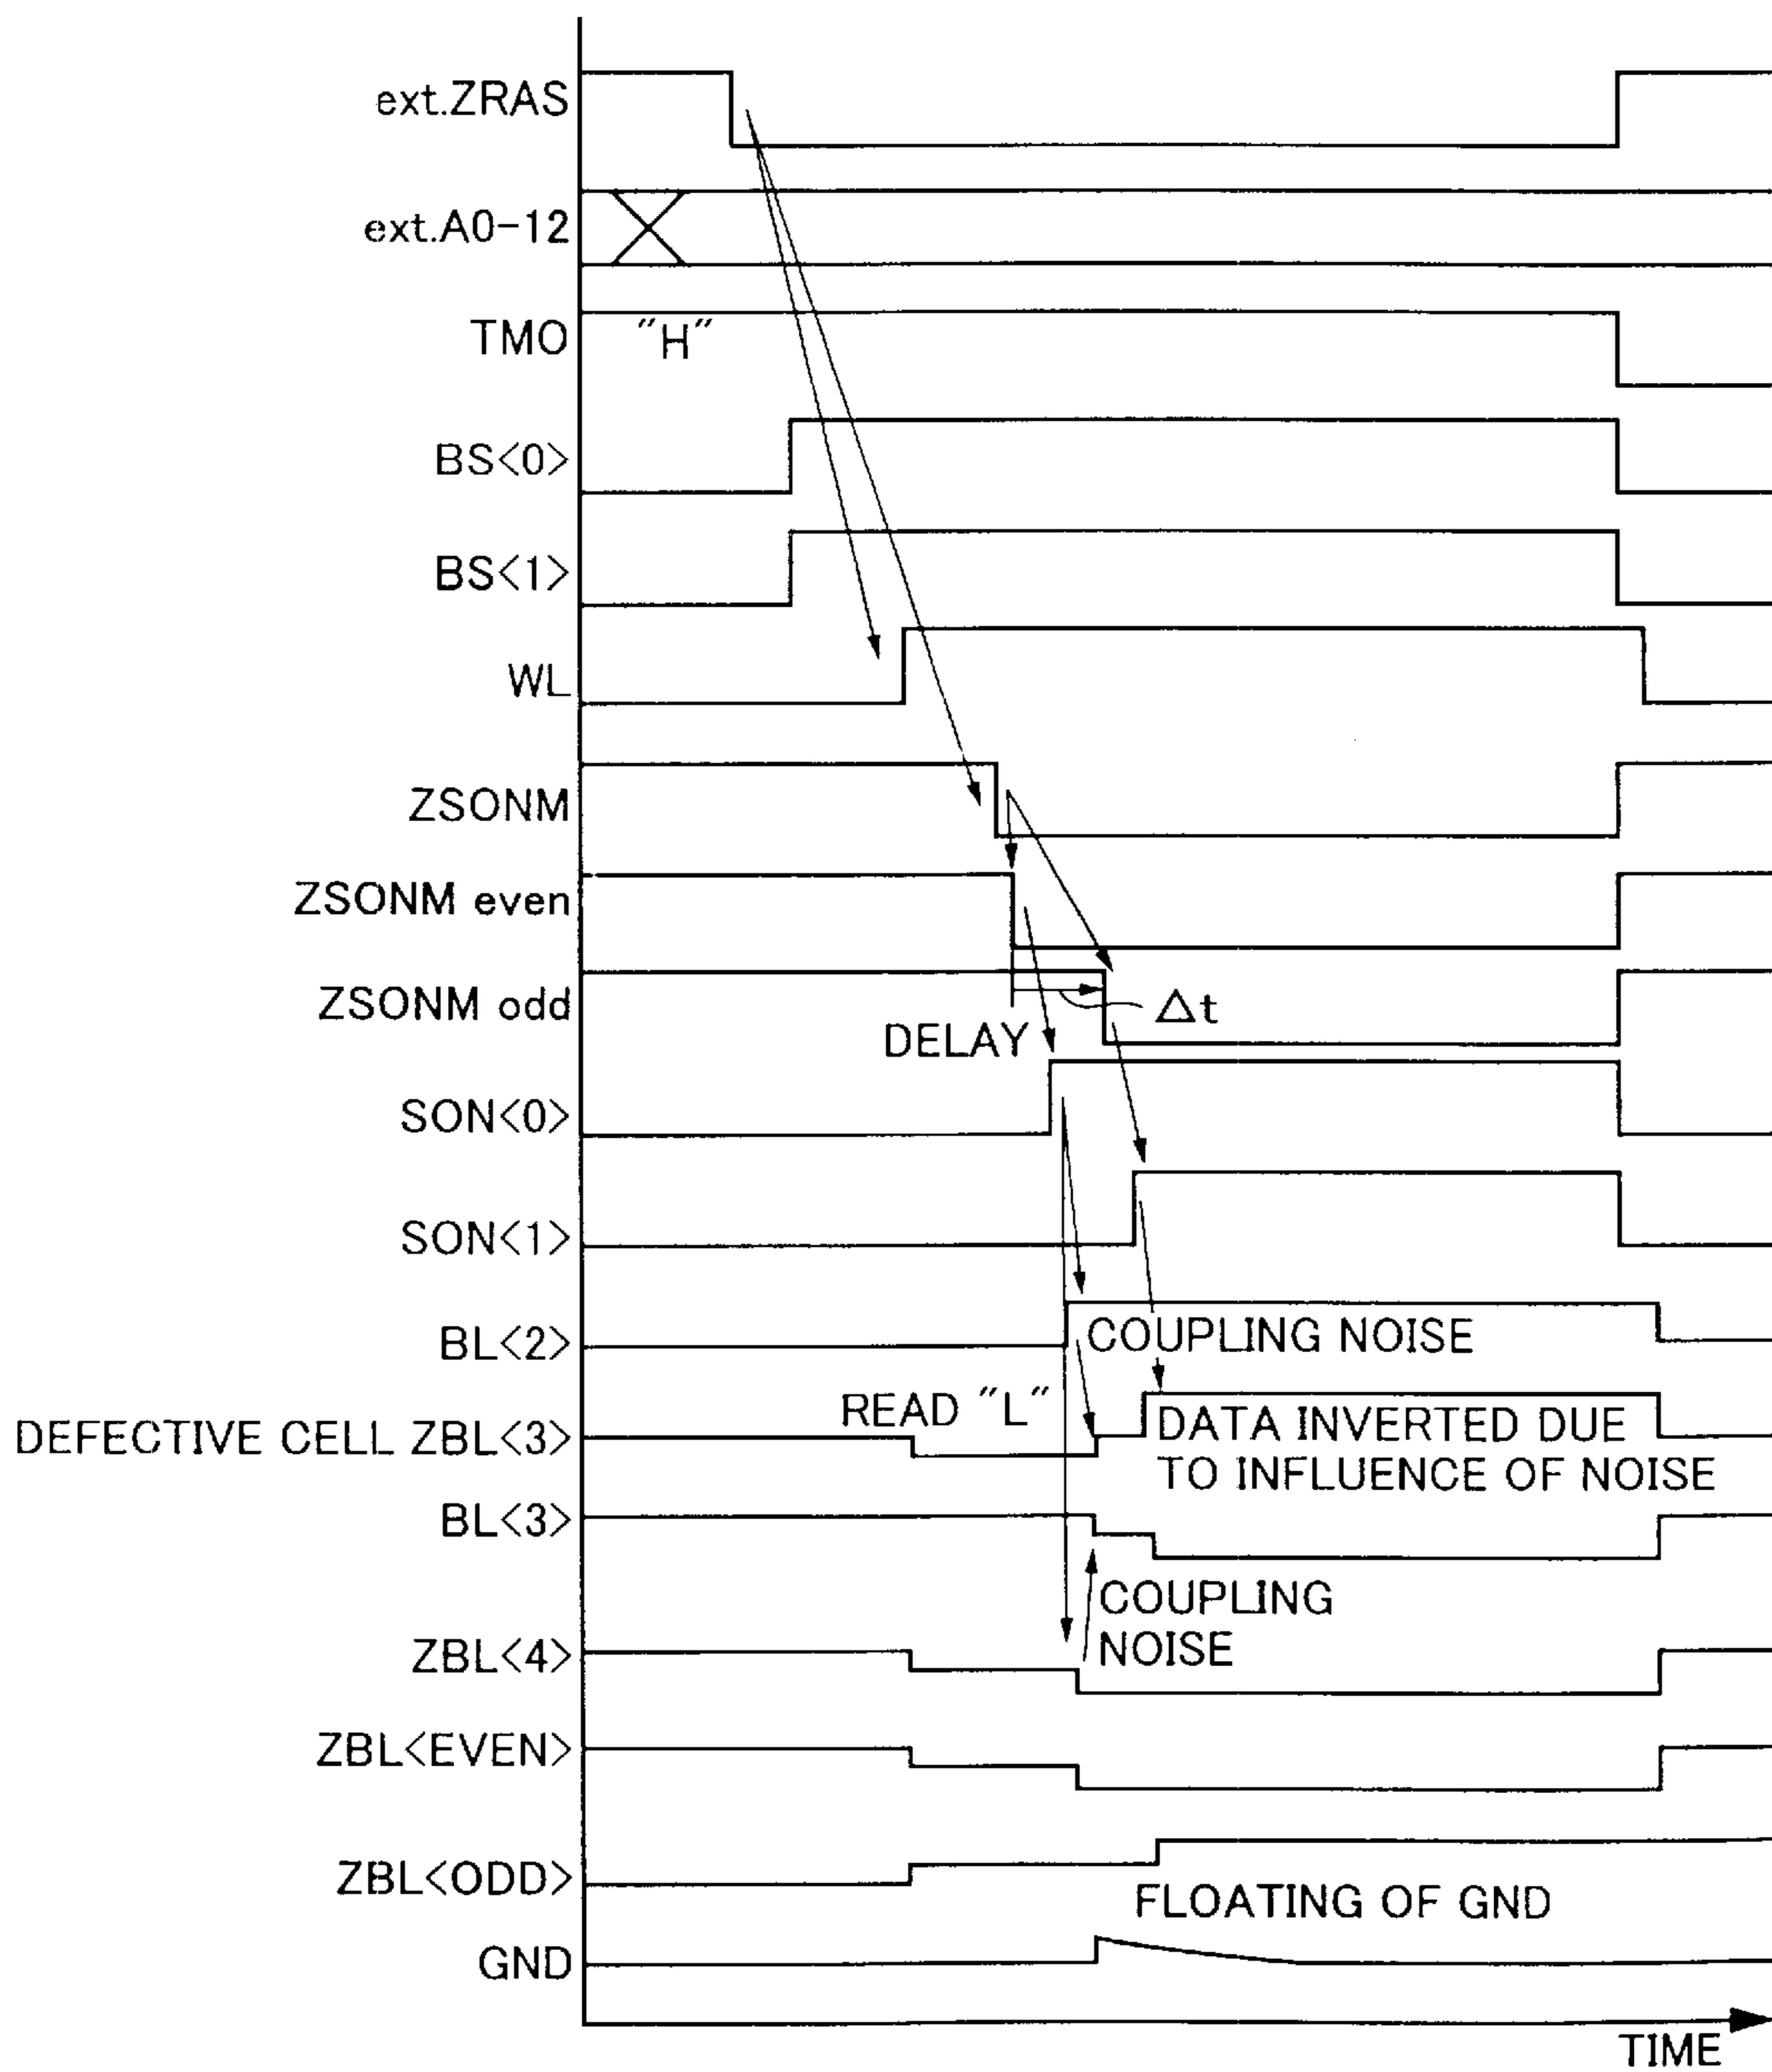 ext.ZRAS
ext.A0-12
TMO "H"
BS<0>
BS<1>
WL
ZSONM
ZSONM even
ZSONM odd
Δt
DELAY
SON<0>
SON<1>
BL<2>
COUPLING NOISE
READ "L"
DEFECTIVE CELL ZBL<3>
DATA INVERTED DUE
TO INFLUENCE OF NOISE
BL<3>
COUPLING
NOISE
ZBL<4>
ZBL<EVEN>
ZBL<ODD>
FLOATING OF GND
GND
TIME